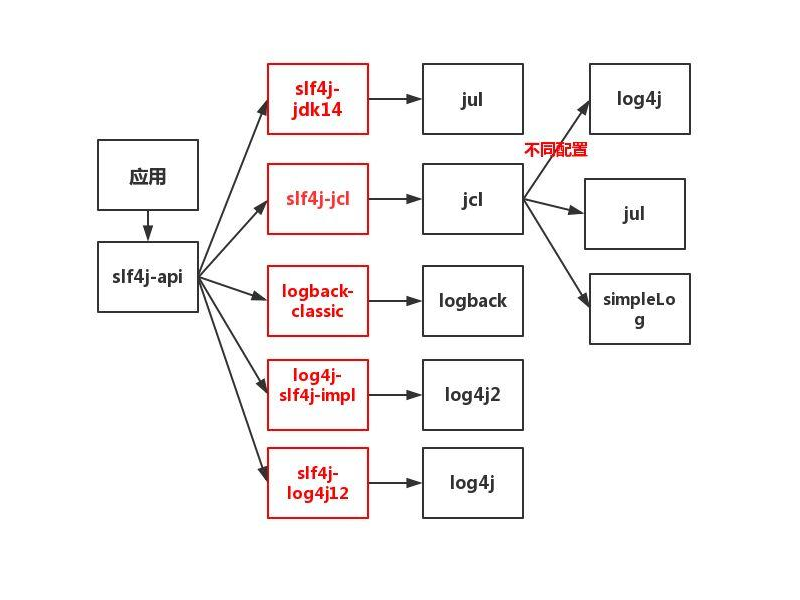 slf4j-
jdk14
jul
log4j
不同配置
应用
slf4j-jcl
jcl
jul
slf4j-api
logback-
classic
logback
simpleLo
g
log4j-
slf4j-impl
log4j2
slf4j-
log4j12
log4j